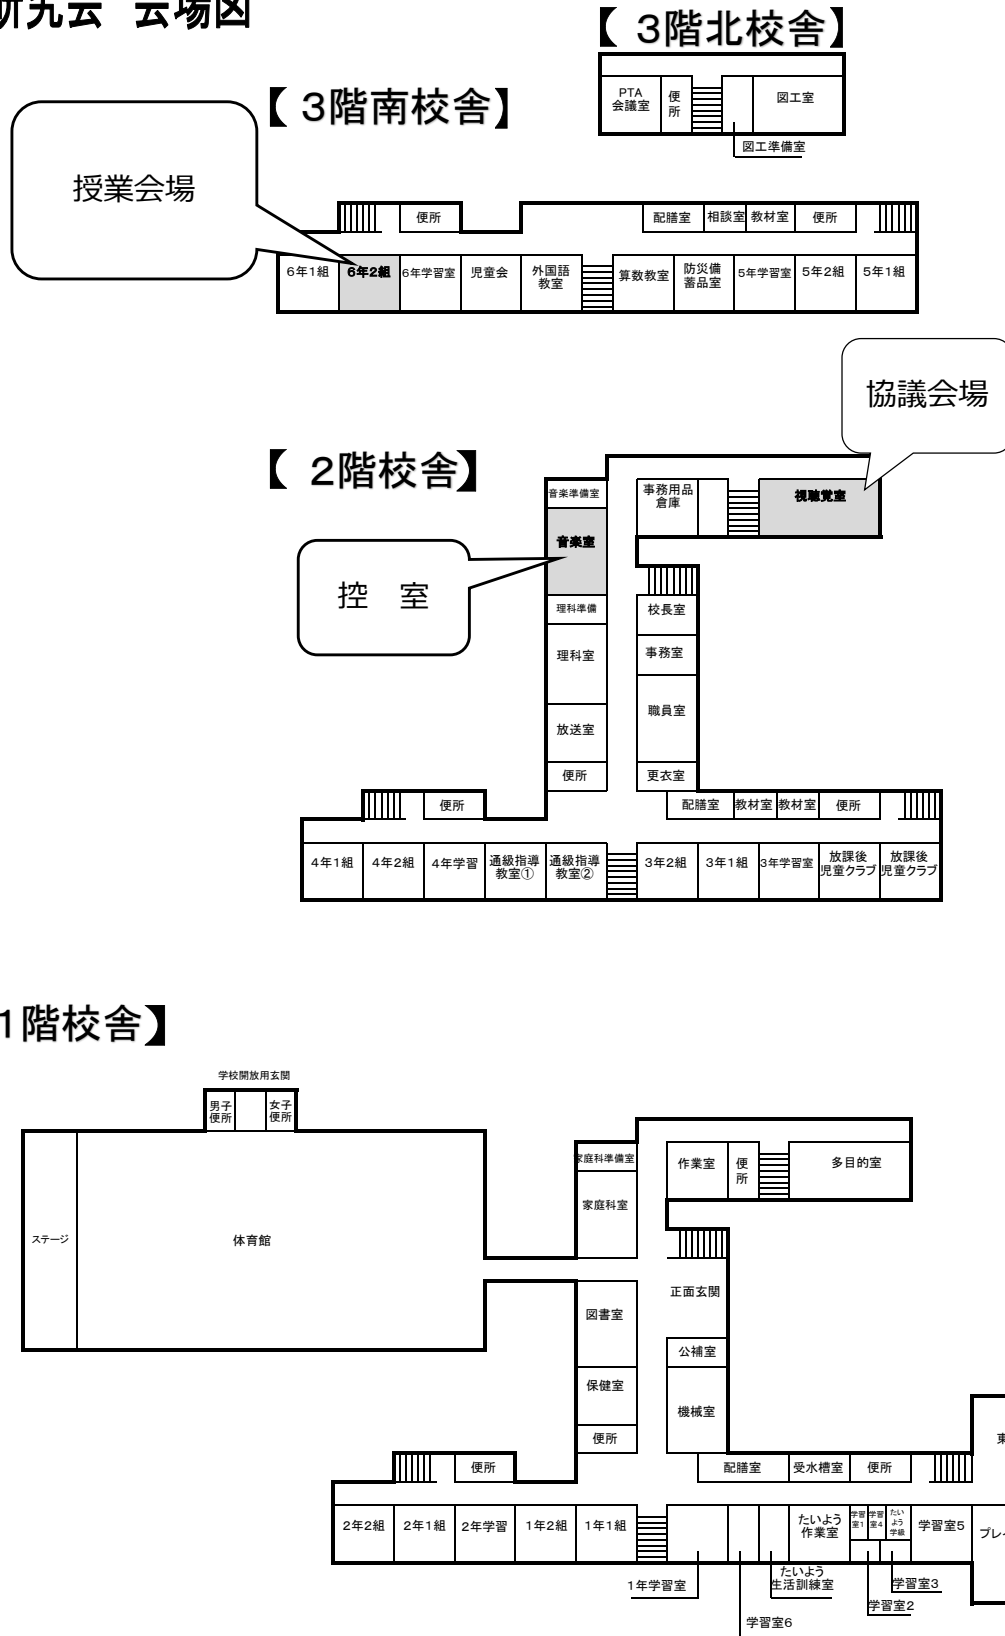 研究会 会場図
【 3階北校舎】
PTA
会議室
便
所
図工室
図工準備室
【 3階南校舎】
授業会場
便所
配膳室 相談室 教材室 便所
6年1組 6年2組 6年学習室 児童会 外国語
教室
算数教室 防災備
蓄品室
5年学習室 5年2組 5年1組
協議会場
【 2階校舎】
音楽準備室
事務用品
倉庫
視聴覚室
音楽室
控 室
理科準備
校長室
理科室
事務室
職員室
放送室
便所
更衣室
便所
配膳室 教材室 教材室 便所
4年1組 4年2組 4年学習 通級指導
教室①
通級指導
教室②
3年2組 3年1組 3年学習室 放課後
児童クラブ
放課後
児童クラブ
1階校舎】
学校開放用玄関
男子
便所
女子
便所
ステージ
体育館
家庭科準備室
家庭科室
作業室
便
所
多目的室
正面玄関
図書室
公補室
保健室
機械室
便所
便所
配膳室 受水槽室 便所
2年2組 2年1組 2年学習 1年2組 1年1組
たいよう
作業室
学習
室1
学習
室4
たい
よう
学級
学習室5
1年学習室
たいよう
生活訓練室
学習室3
学習室2
学習室6